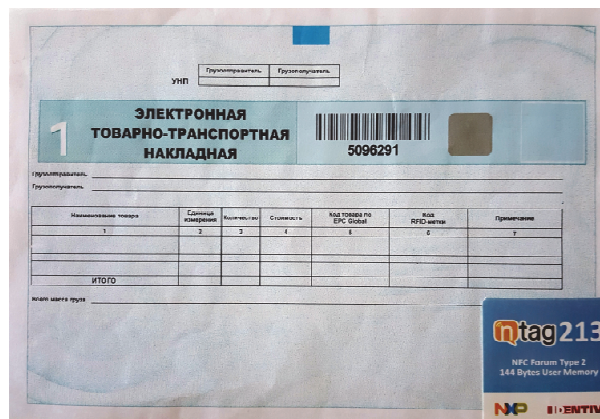 Грузоотправитель Грузополучатель
УНП
1
ЭЛЕКТРОННАЯ
ТОВАРНО-ТРАНСПОРТНАЯ
НАКЛАДНАЯ
5096291
Грузоотправитель
Грузополучатель
Наименование товара Единица измерения Количество Стоимость Код товара по EPC Global Код RFID-метки Примечание
1 2 3 4 5 6 7
ИТОГО
Всего масса груза
ntag213
NFC Forum Type 2
144 Bytes User Memory
NXP IDENTIV